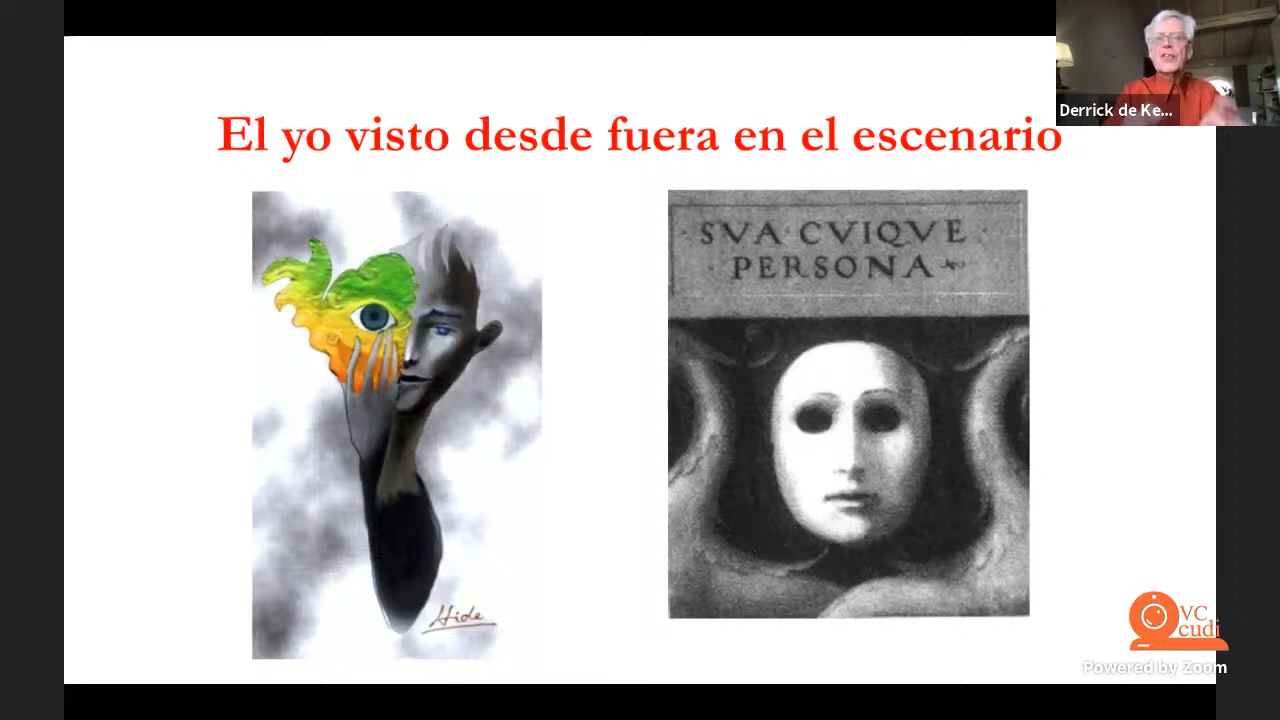 Derrick de Ke...
El yo visto desde fuera en el escenario
· SVA · CVIQVE ·
· PERSONA
Hide
VC
cudi
Powered by Zoom